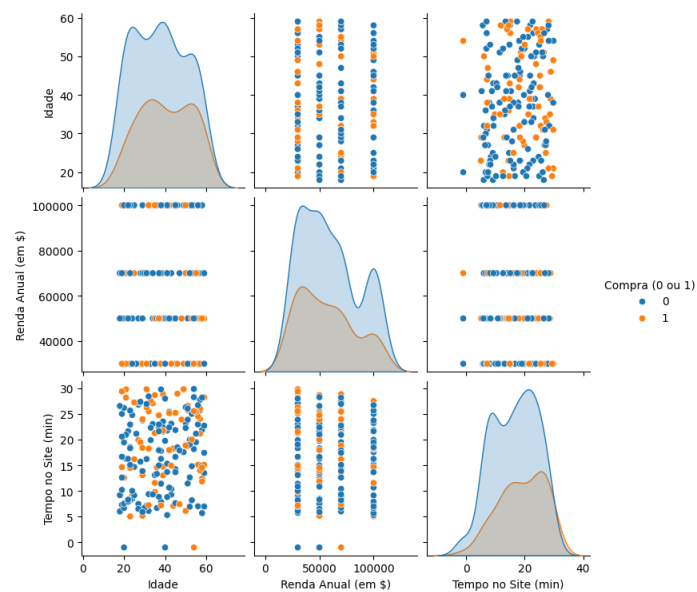 60
50
40
30
20
Idade
100000
80000
60000
40000
Renda Anual (em $)
Compra (0 ou 1)
0
1
30
25
20
15
10
5
0
Tempo no Site (min)
0 20 40 60
Idade
0 50000 100000
Renda Anual (em $)
0 20 40
Tempo no Site (min)